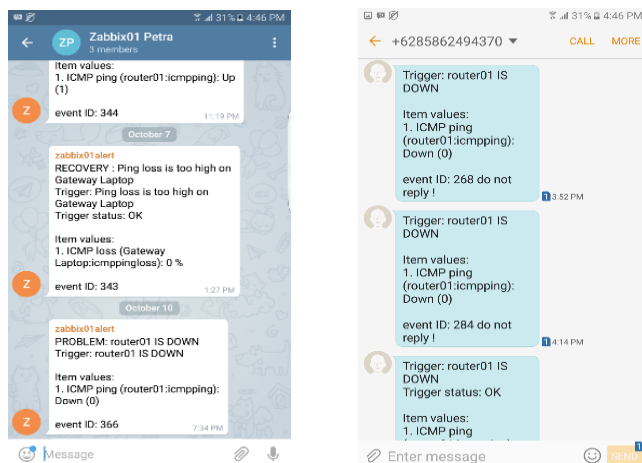 31% 4:46 PM
Zabbix01 Petra
ZP
3 members
Item values:
1. ICMP ping (router01:icmpping): Up
(1)
event ID: 344
11:19 PM
Z
October 7
zabbix01alert
RECOVERY : Ping loss is too high on
Gateway Laptop
Trigger: Ping loss is too high on
Gateway Laptop
Trigger status: OK
Item values:
1. ICMP loss (Gateway
Laptop:icmppingloss): 0 %
event ID: 343
1:27 PM
Z
October 10
zabbix01alert
PROBLEM: router01 IS DOWN
Trigger: router01 IS DOWN
Item values:
1. ICMP ping (router01:icmpping):
Down (0)
event ID: 366
7:34 PM
Z
Message
31% 4:46 PM
+6285862494370
CALL
MORE
Trigger: router01 IS
DOWN
Item values:
1. ICMP ping
(router01:icmpping):
Down (0)
event ID: 268 do not
reply !
1 3:52 PM
Trigger: router01 IS
DOWN
Item values:
1. ICMP ping
(router01:icmpping):
Down (0)
event ID: 284 do not
reply !
1 4:14 PM
Trigger: router01 IS
DOWN
Trigger status: OK
Item values:
1. ICMP ping
Enter message
1
SEND